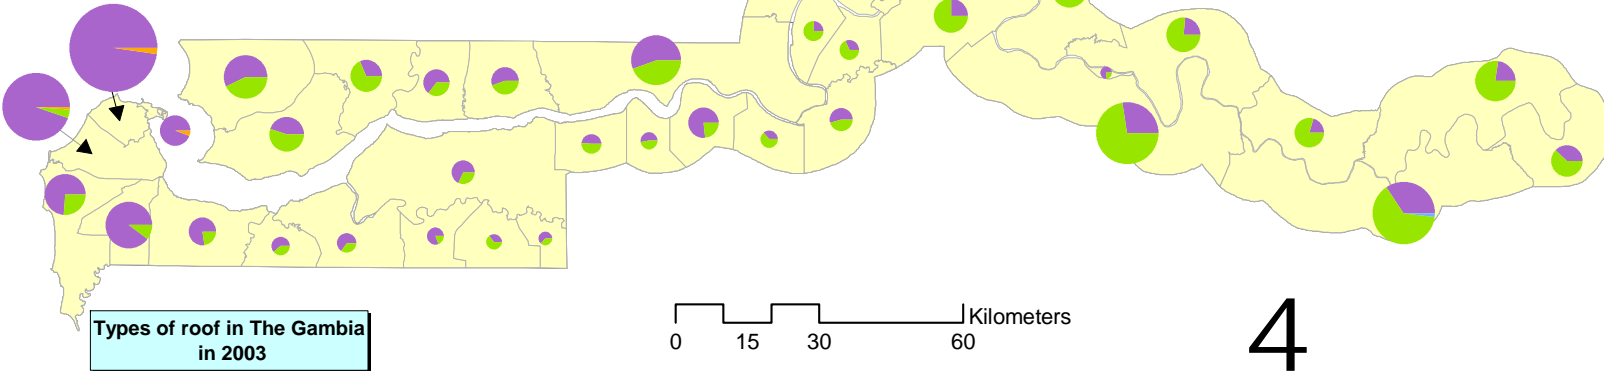 Types of roof in The Gambia
in 2003
Kilometers
0 15 30 60
4